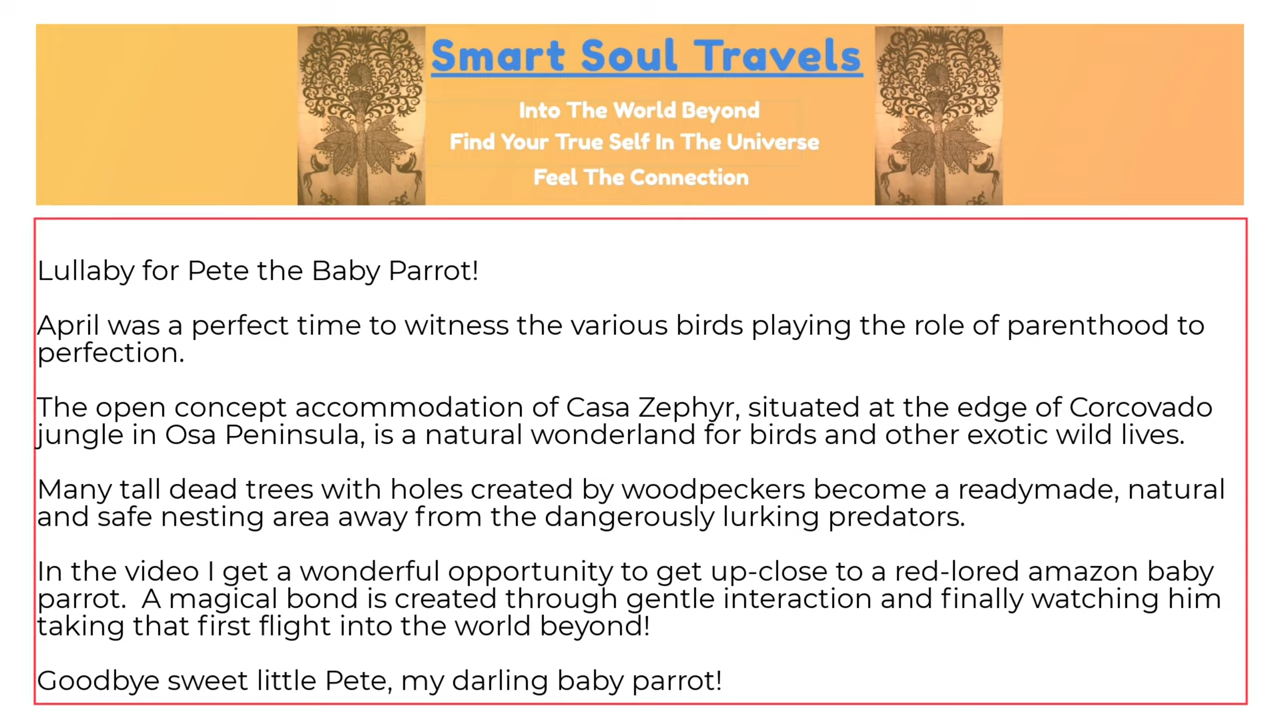 Smart Soul Travels
Into The World Beyond
Find Your True Self In The Universe
Feel The Connection
Lullaby for Pete the Baby Parrot!
April was a perfect time to witness the various birds playing the role of parenthood to
perfection.
The open concept accommodation of Casa Zephyr, situated at the edge of Corcovado
jungle in Osa Peninsula, is a natural wonderland for birds and other exotic wild lives.
Many tall dead trees with holes created by woodpeckers become a readymade, natural
and safe nesting area away from the dangerously lurking predators.
In the video I get a wonderful opportunity to get up-close to a red-lored amazon baby
parrot.  A magical bond is created through gentle interaction and finally watching him
taking that first flight into the world beyond!
Goodbye sweet little Pete, my darling baby parrot!